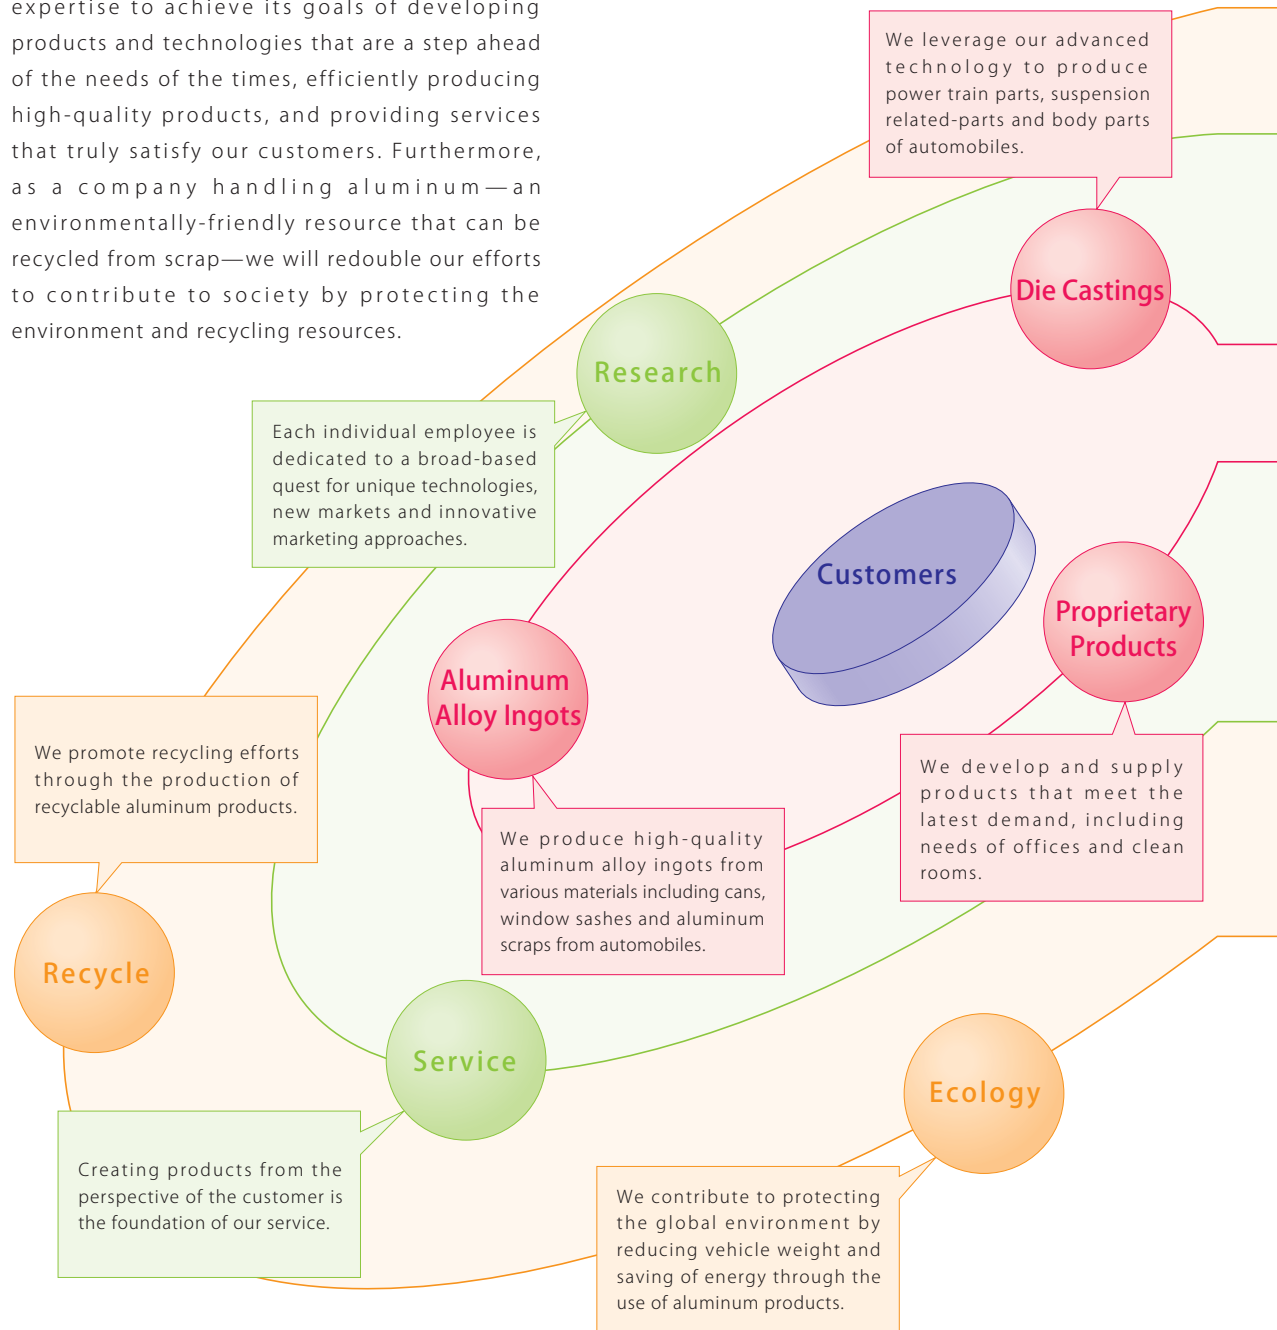 expertise to achieve its goals of developing
products and technologies that are a step ahead
of the needs of the times, efficiently producing
high-quality products, and providing services
that truly satisfy our customers. Furthermore,
as a company handling aluminum—an
environmentally-friendly resource that can be
recycled from scrap—we will redouble our efforts
to contribute to society by protecting the
environment and recycling resources.
We leverage our advanced
technology to produce
power train parts, suspension
related-parts and body parts
of automobiles.
Die Castings
Research
Each individual employee is
dedicated to a broad-based
quest for unique technologies,
new markets and innovative
marketing approaches.
Customers
Proprietary
Products
Aluminum
Alloy Ingots
We promote recycling efforts
through the production of
recyclable aluminum products.
We develop and supply
products that meet the
latest demand, including
needs of offices and clean
rooms.
We produce high-quality
aluminum alloy ingots from
various materials including cans,
window sashes and aluminum
scraps from automobiles.
Recycle
Service
Ecology
Creating products from the
perspective of the customer is
the foundation of our service.
We contribute to protecting
the global environment by
reducing vehicle weight and
saving of energy through the
use of aluminum products.